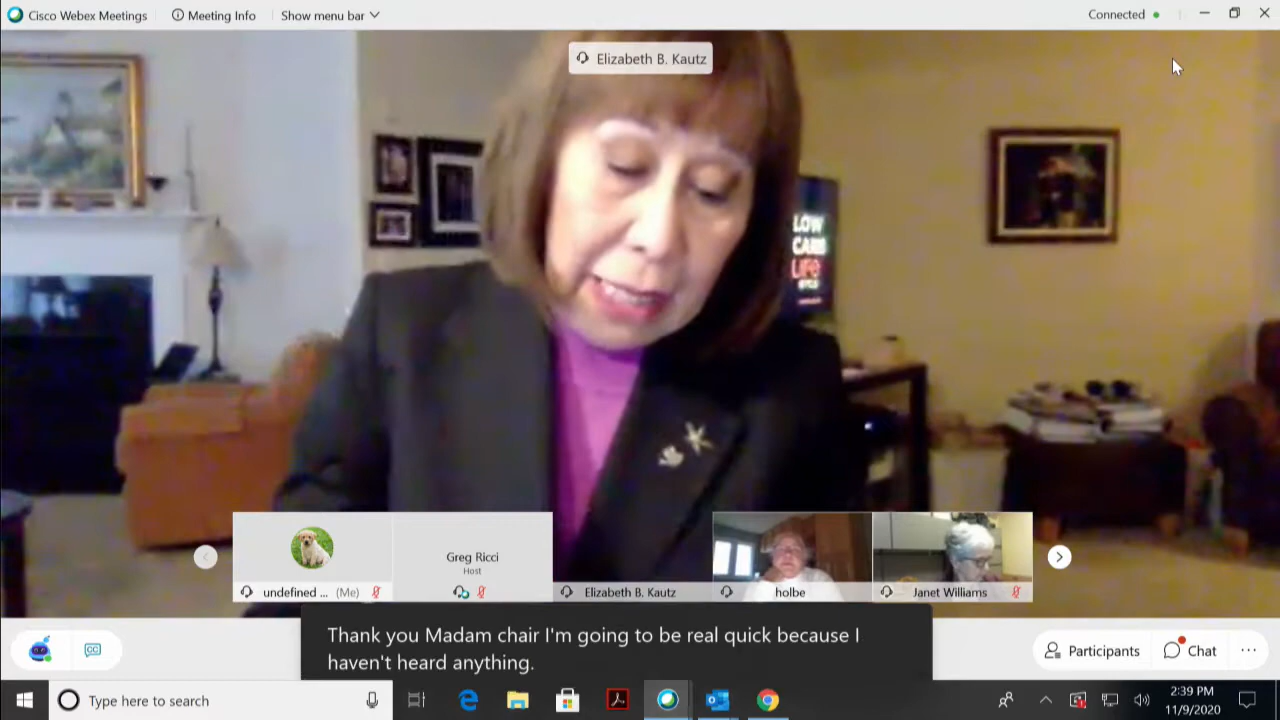 Cisco Webex Meetings
Meeting Info
Show menu bar
Connected
Elizabeth B. Kautz
LOW
CARB
LIFE
undefined ... (Me)
Greg Ricci
Host
Elizabeth B. Kautz
holbe
Janet Williams
Thank you Madam chair I'm going to be real quick because I
haven't heard anything.
CC
Participants
Chat
Type here to search
2:39 PM
11/9/2020